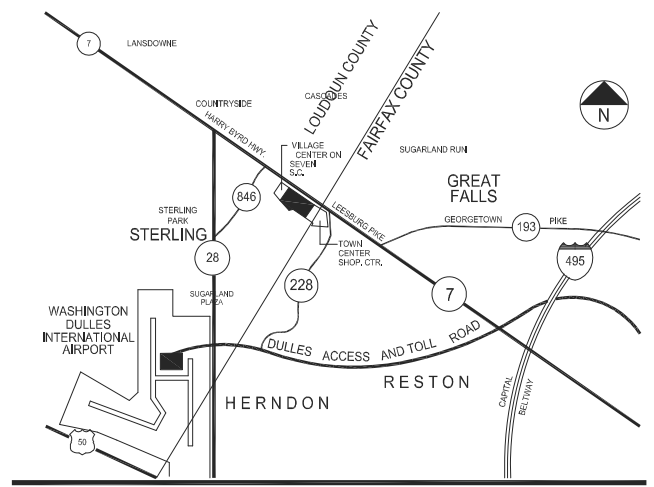 7
LANSDOWNE
LOUDOUN COUNTY
FAIRFAX COUNTY
CASCADES
COUNTRYSIDE
HARRY BYRD HWY.
N
VILLAGE
CENTER ON
SEVEN
S.C.
SUGARLAND RUN
GREAT
FALLS
846
STERLING
PARK
STERLING
LEESBURG PIKE
GEORGETOWN
193
PIKE
TOWN
CENTER
SHOP. CTR.
28
495
228
7
SUGARLAND
PLAZA
WASHINGTON
DULLES
INTERNATIONAL
AIRPORT
DULLES ACCESS AND TOLL ROAD
RESTON
HERNDON
CAPITAL
BELTWAY
50